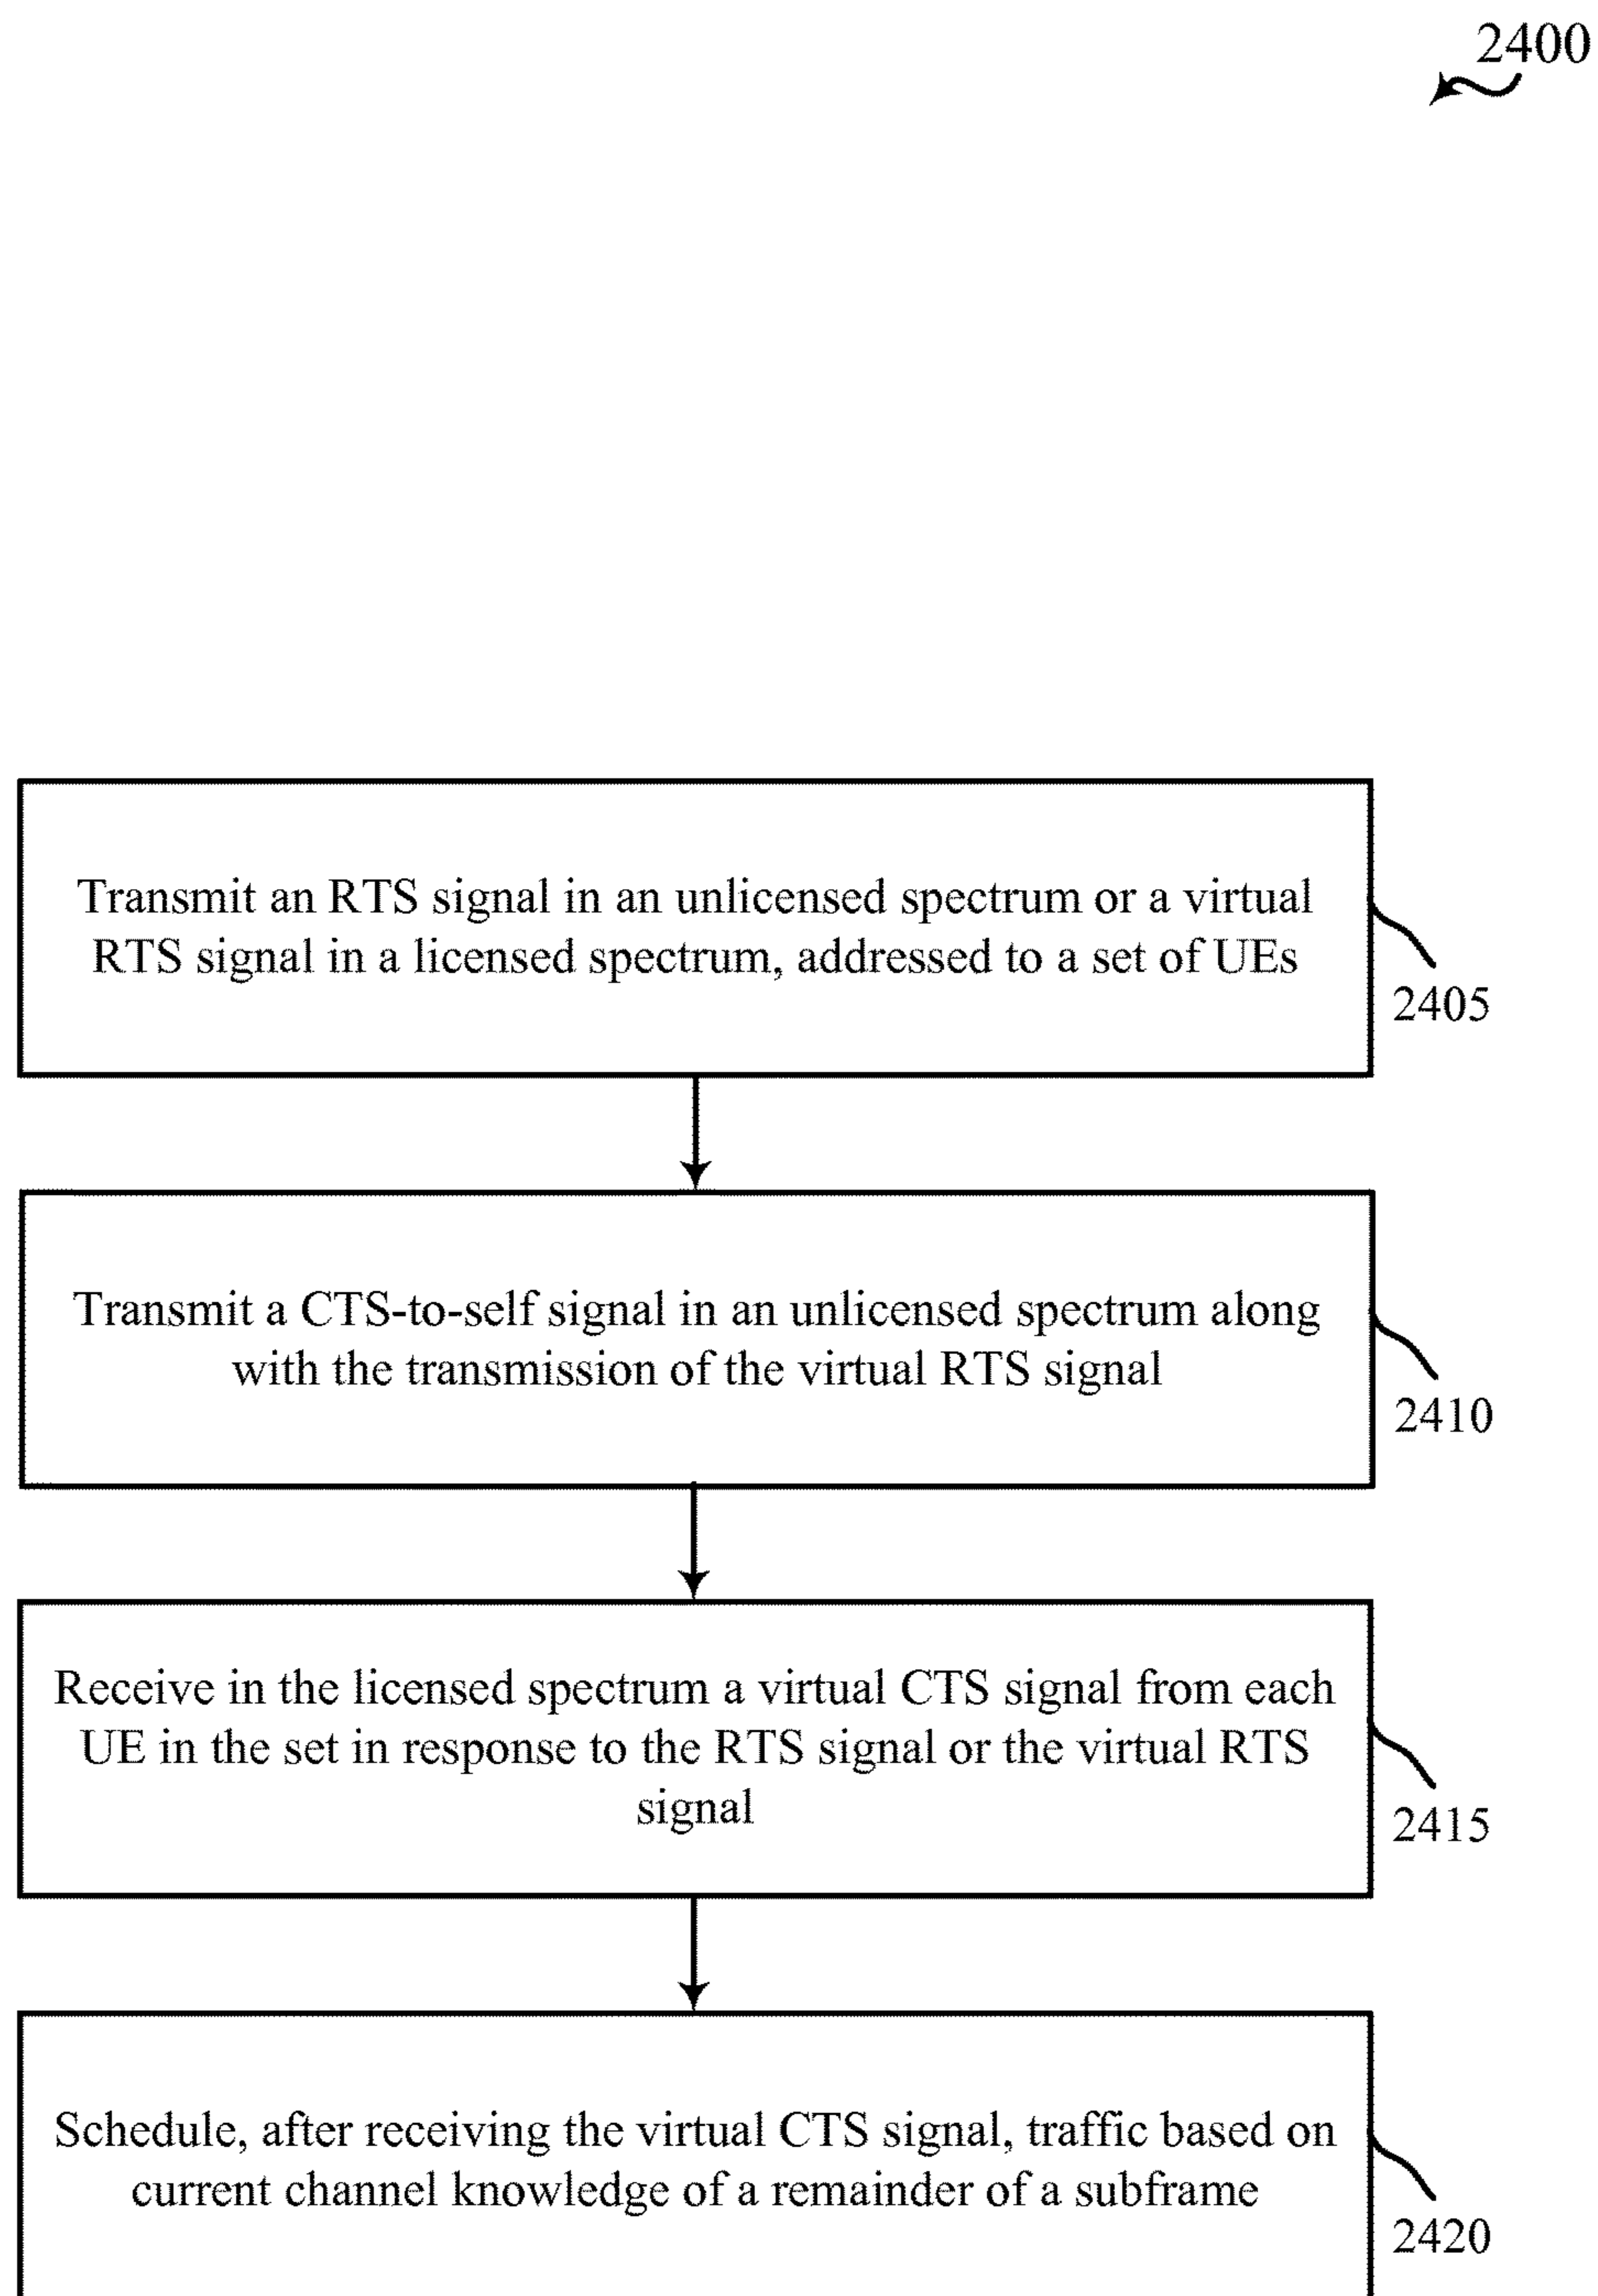 2400
Transmit an RTS signal in an unlicensed spectrum or a virtual
RTS signal in a licensed spectrum, addressed to a set of UEs
2405
Transmit a CTS-to-self signal in an unlicensed spectrum along
with the transmission of the virtual RTS signal
2410
Receive in the licensed spectrum a virtual CTS signal from each
UE in the set in response to the RTS signal or the virtual RTS
signal
2415
Schedule, after receiving the virtual CTS signal, traffic based on
current channel knowledge of a remainder of a subframe
2420